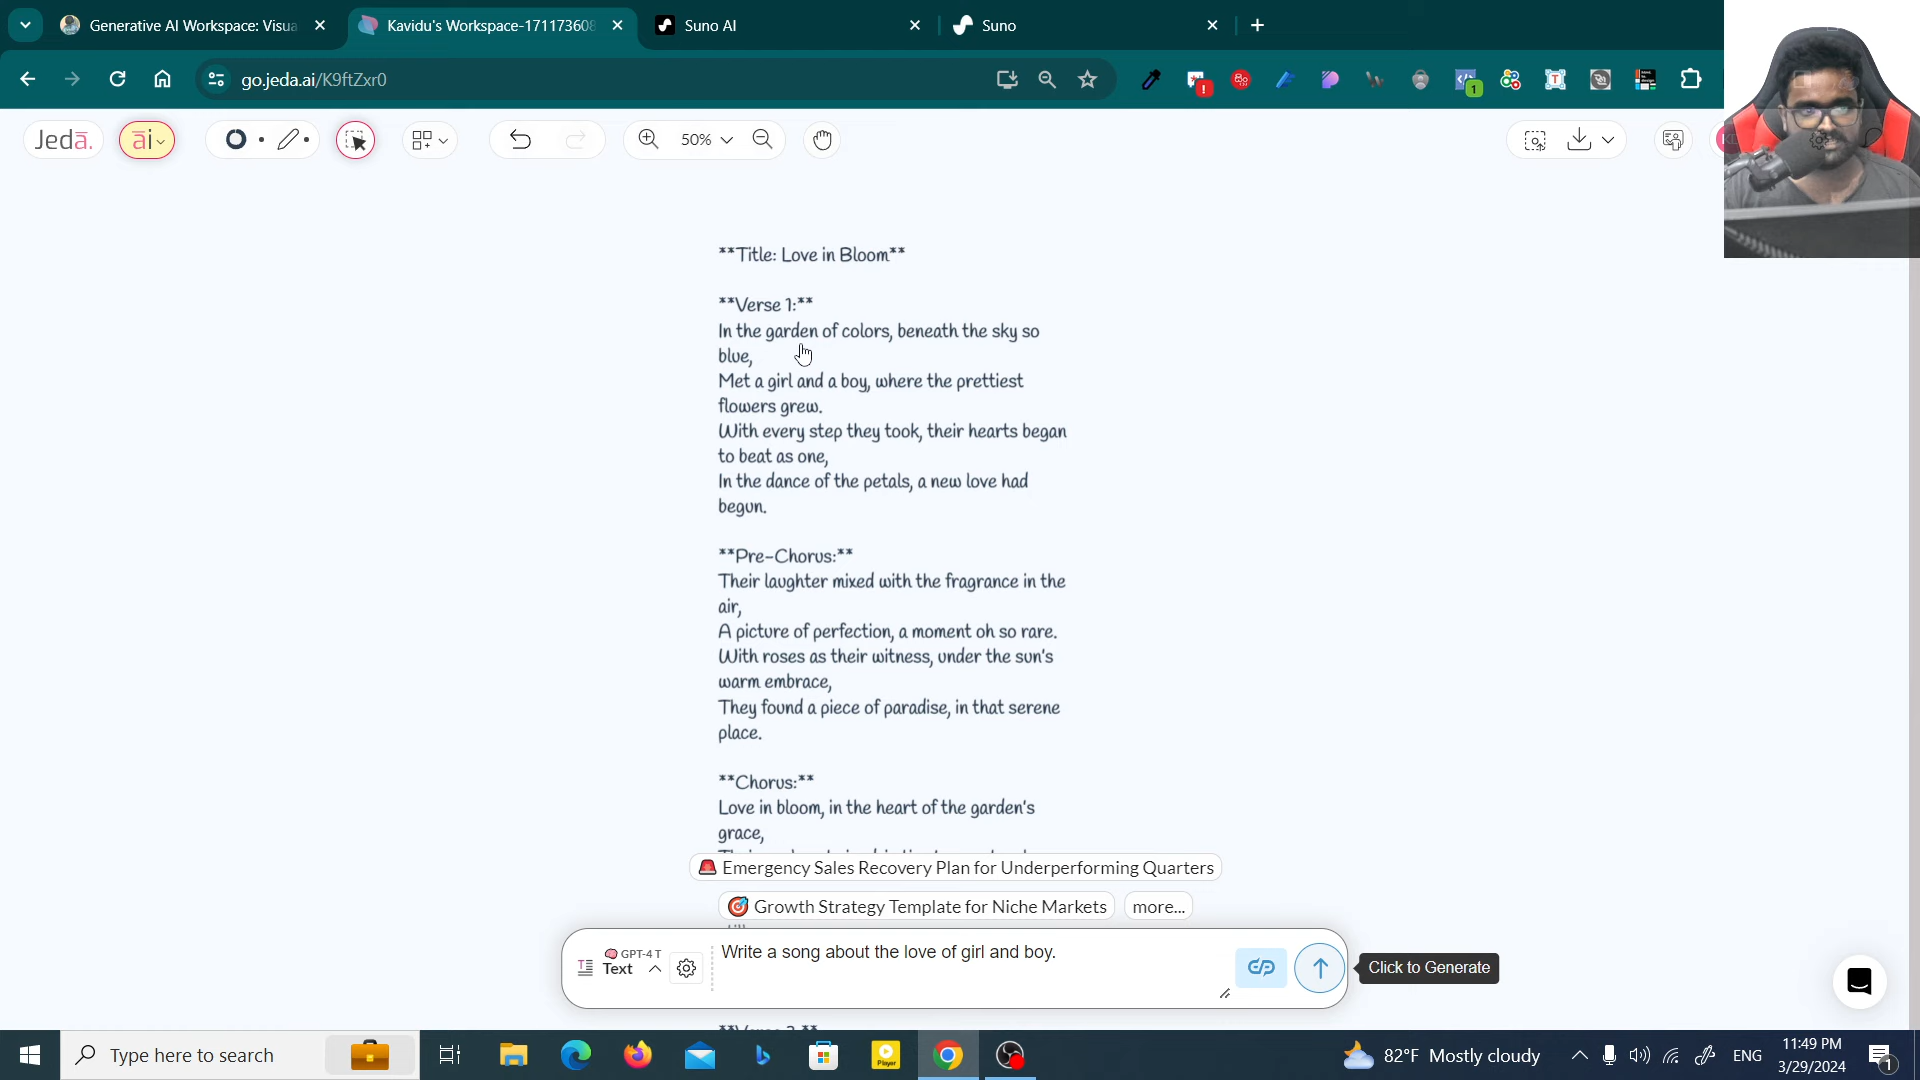 Generative AI Workspace: Visua
Kavidu's Workspace-171173608
Suno AI
Suno
go.jeda.ai/K9ftZxr0
1
Jedā.
āi
50%
**Title: Love in Bloom**
**Verse 1:**
In the garden of colors, beneath the sky so
blue,
Met a girl and a boy, where the prettiest
flowers grew.
With every step they took, their hearts began
to beat as one,
In the dance of the petals, a new love had
begun.
**Pre-Chorus:**
Their laughter mixed with the fragrance in the
air,
A picture of perfection, a moment oh so rare.
With roses as their witness, under the sun's
warm embrace,
They found a piece of paradise, in that serene
place.
**Chorus:**
Love in bloom, in the heart of the garden's
grace,
🚨 Emergency Sales Recovery Plan for Underperforming Quarters
🎯 Growth Strategy Template for Niche Markets
more...
GPT-4 T
Text
Write a song about the love of girl and boy.
Click to Generate
Type here to search
Player
82°F Mostly cloudy
ENG
11:49 PM
3/29/2024
1